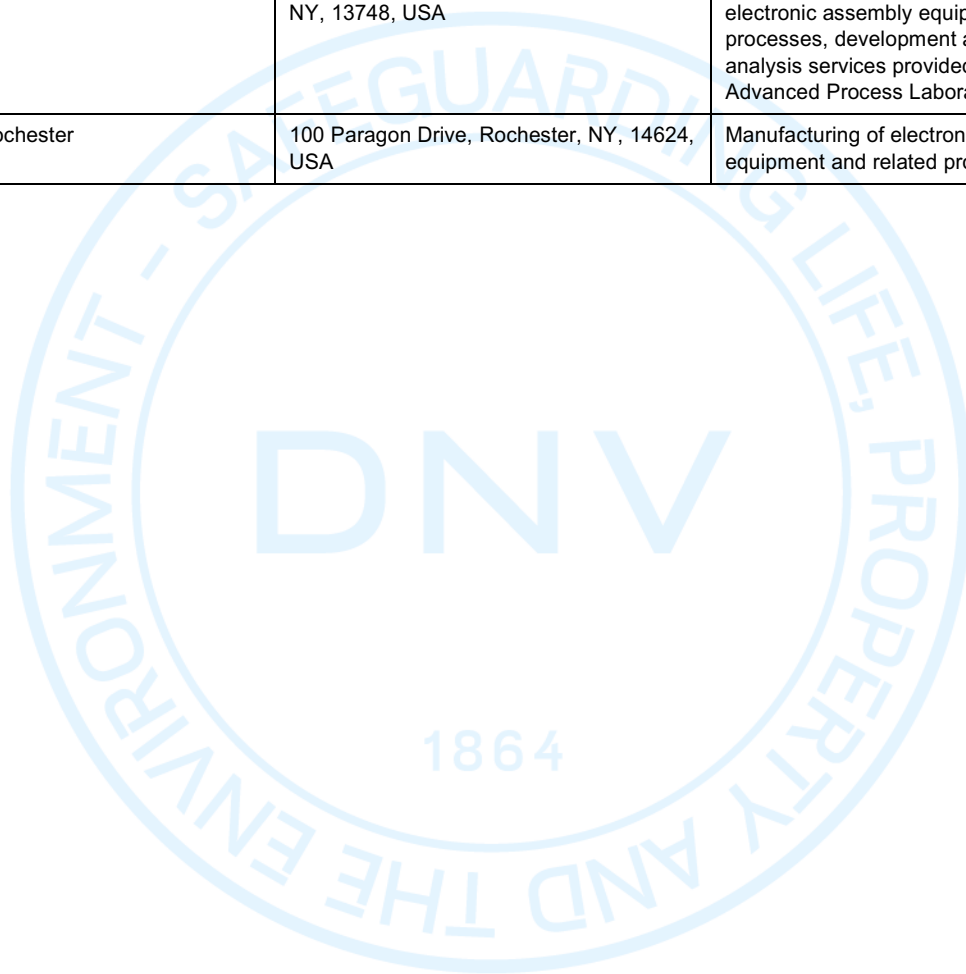 NY, 13748, USA
electronic assembly equip
processes, development a
analysis services provided
Advanced Process Labora
ochester
100 Paragon Drive, Rochester, NY, 14624,
USA
Manufacturing of electron
equipment and related pro
SAFEGUARDING LIFE, PROPERTY AND THE ENVIRONMENT -
DNV
1864